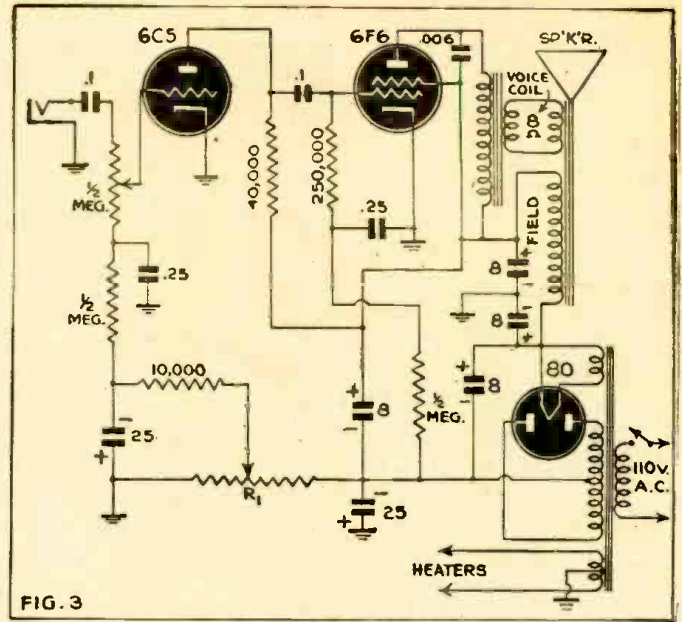 6C5
6F6
.006
SP'K'R.
VOICE
COIL
8Ω
.1
.1
½
MEG.
40,000
250,000
.25
.25
FIELD
+
8
-
-
8
+
½
MEG.
10,000
-
25
+
R1
+
8
-
½
MEG.
+
8
-
80
110V.
A.C.
-
25
+
HEATERS
FIG. 3